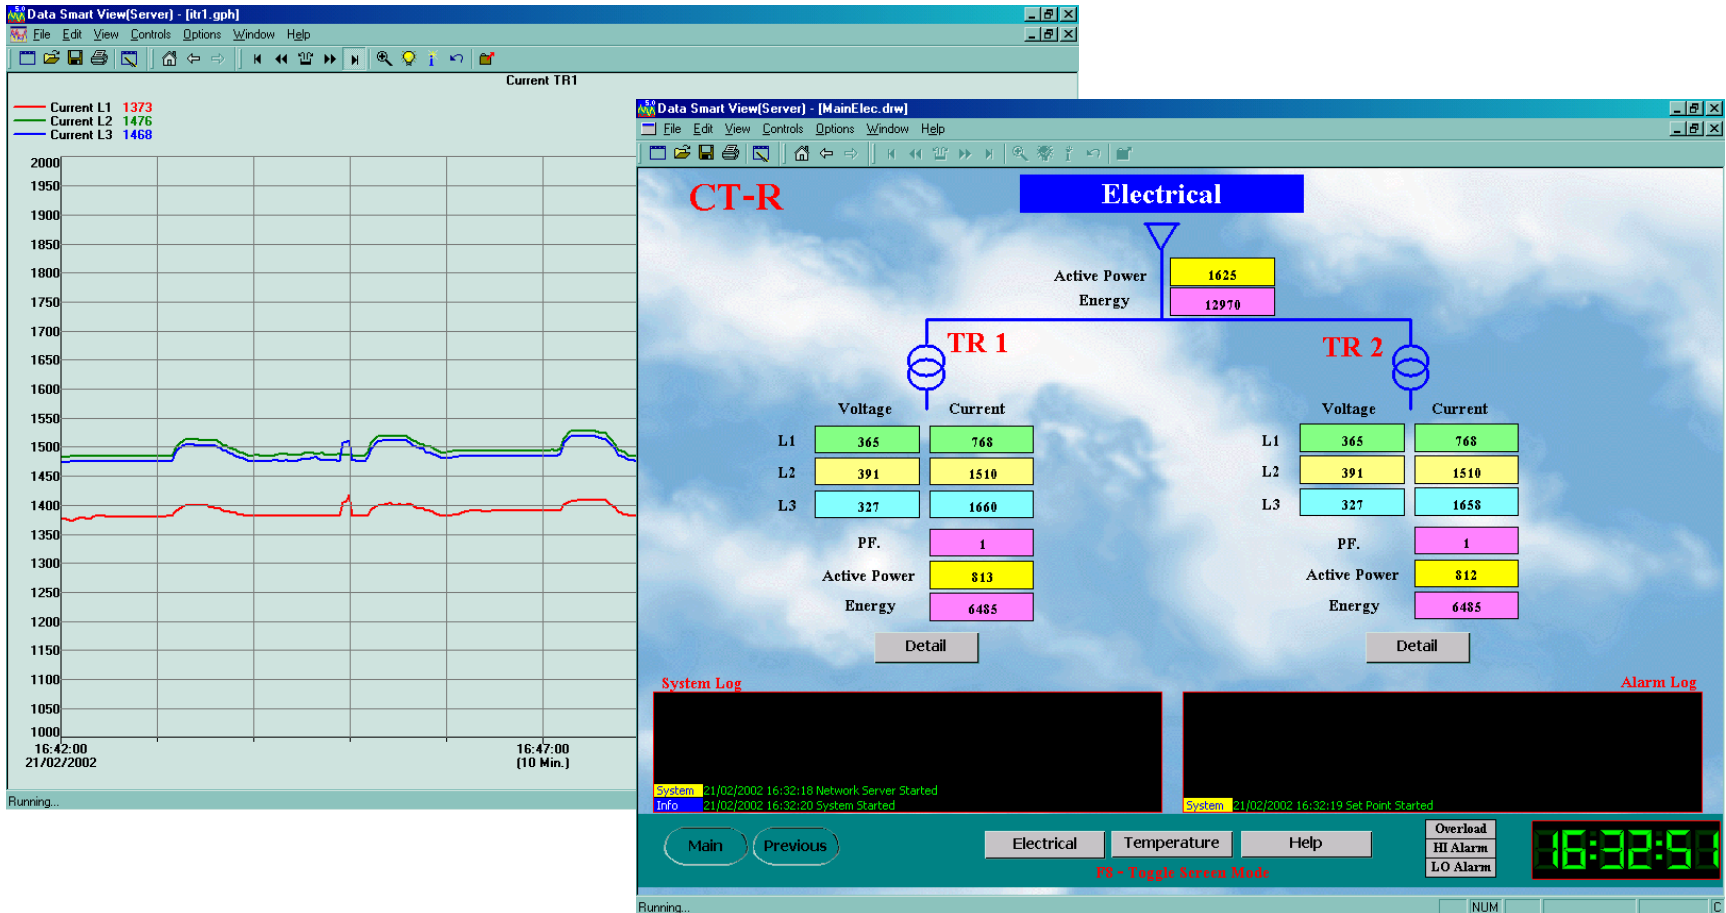 5.0
Data Smart View(Server) - [itr1.gph]
File Edit View Controls Options Window Help
Current TR1
Current L1 1373
Current L2 1476
Current L3 1468
2000
1950
1900
1850
1800
1750
1700
1650
1600
1550
1500
1450
1400
1350
1300
1250
1200
1150
1100
1050
1000
16:42:00 16:47:00
21/02/2002 (10 Min.)
Running...
5.0
Data Smart View(Server) - [MainElec.drw]
File Edit View Controls Options Window Help
CT-R
Electrical
Active Power 1625
Energy 12970
TR 1 TR 2
Voltage Current Voltage Current
L1 365 768 L1 365 768
L2 391 1510 L2 391 1510
L3 327 1660 L3 327 1658
PF. 1 PF. 1
Active Power 813 Active Power 812
Energy 6485 Energy 6485
Detail Detail
System Log Alarm Log
System 21/02/2002 16:32:18 Network Server Started
Info 21/02/2002 16:32:20 System Started
System 21/02/2002 16:32:19 Set Point Started
Main Previous Electrical Temperature Help
Overload
HI Alarm
LO Alarm
16:32:51
F8 - Toggle Screen Mode
Running... NUM C